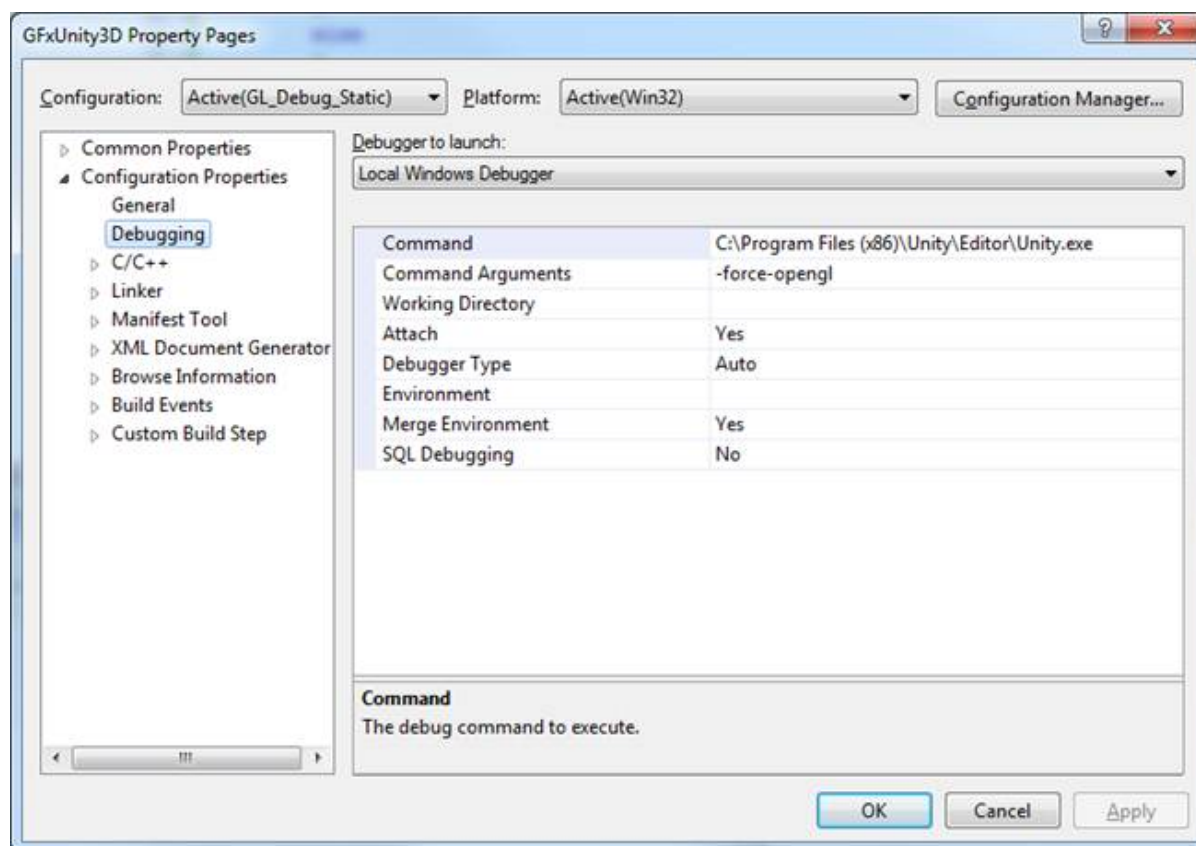 GFxUnity3D Property Pages
Configuration: Active(GL_Debug_Static) Platform: Active(Win32) Configuration Manager...
Common Properties
Configuration Properties
General
Debugging
C/C++
Linker
Manifest Tool
XML Document Generator
Browse Information
Build Events
Custom Build Step
Debugger to launch:
Local Windows Debugger
Command C:\Program Files (x86)\Unity\Editor\Unity.exe
Command Arguments -force-opengl
Working Directory
Attach Yes
Debugger Type Auto
Environment
Merge Environment Yes
SQL Debugging No
Command
The debug command to execute.
OK Cancel Apply